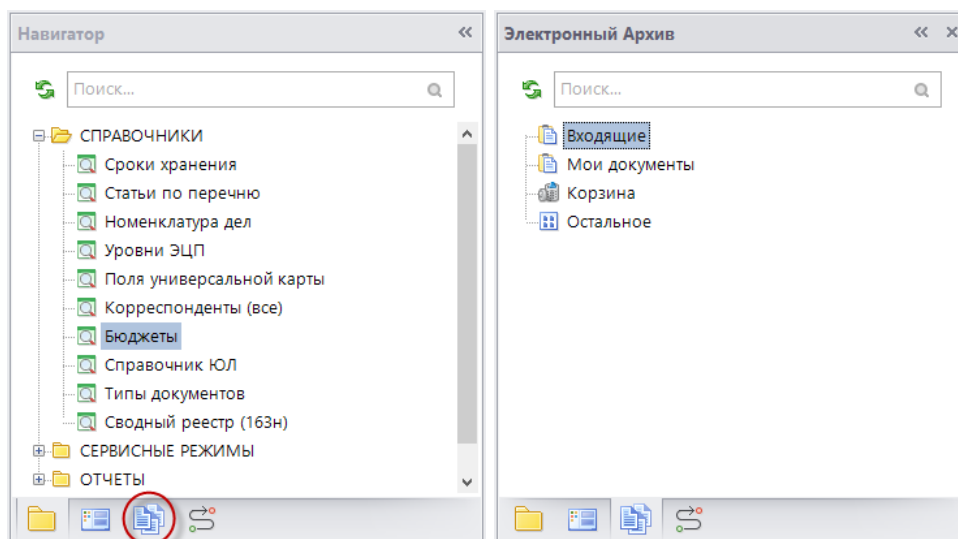 Навигатор
Поиск...
СПРАВОЧНИКИ
Сроки хранения
Статьи по перечню
Номенклатура дел
Уровни ЭЦП
Поля универсальной карты
Корреспонденты (все)
Бюджеты
Справочник ЮЛ
Типы документов
Сводный реестр (163н)
СЕРВИСНЫЕ РЕЖИМЫ
ОТЧЕТЫ
Электронный Архив
Поиск...
Входящие
Мои документы
Корзина
Остальное